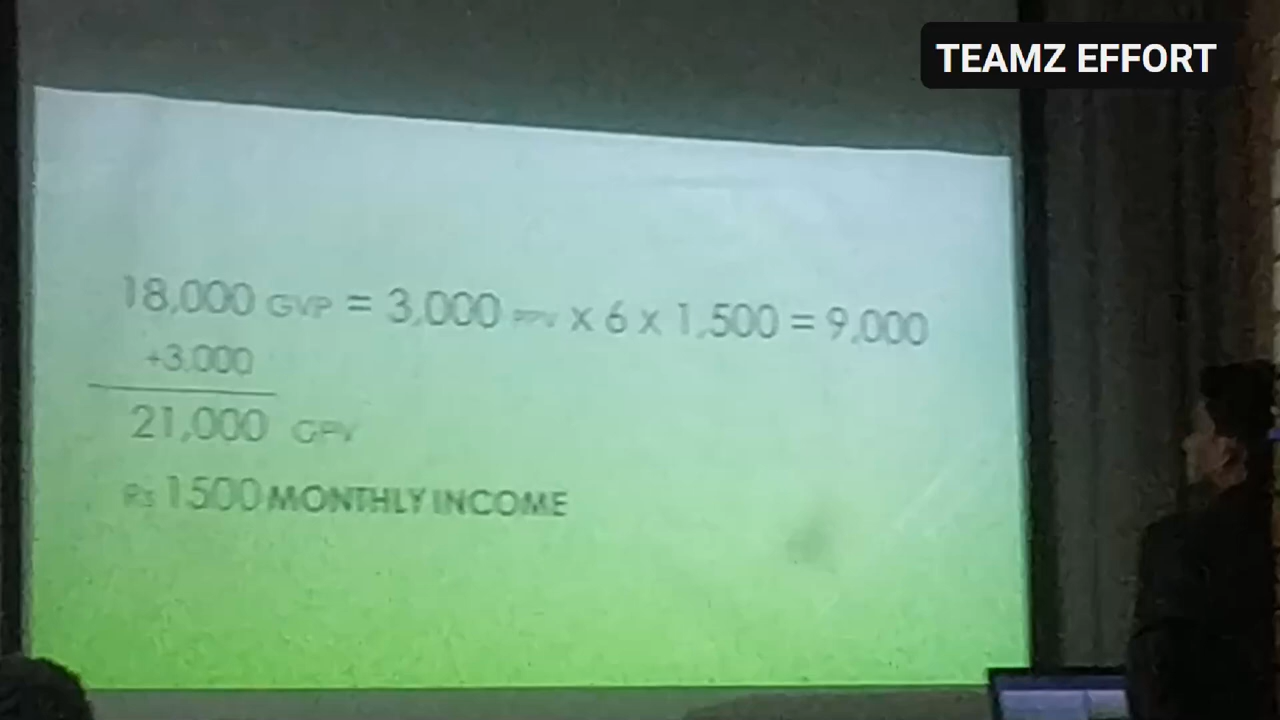 TEAMZ EFFORT
18,000 GVP = 3,000 PPV x 6 x 1,500 = 9,000
+3.000
21,000 GPV
Rs 1500 MONTHLY INCOME